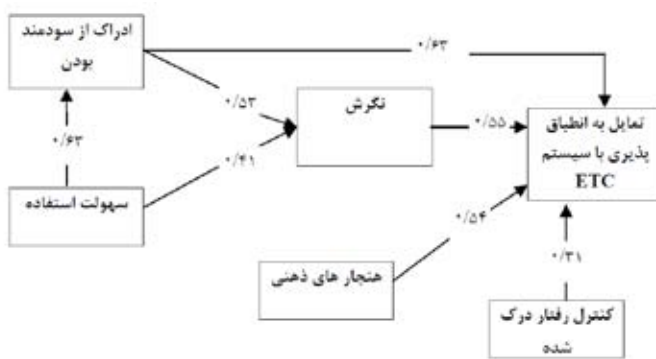 ادراک از سودمند
بودن
۰/۶۳
۰/۵۳
نگرش
۰/۵۵
تمایل به انطباق
پذیری با سیستم
ETC
۰/۶۳
۰/۴۱
سهولت استفاده
۰/۵۴
هنجار های ذهنی
۰/۳۱
کنترل رفتار درک
شده